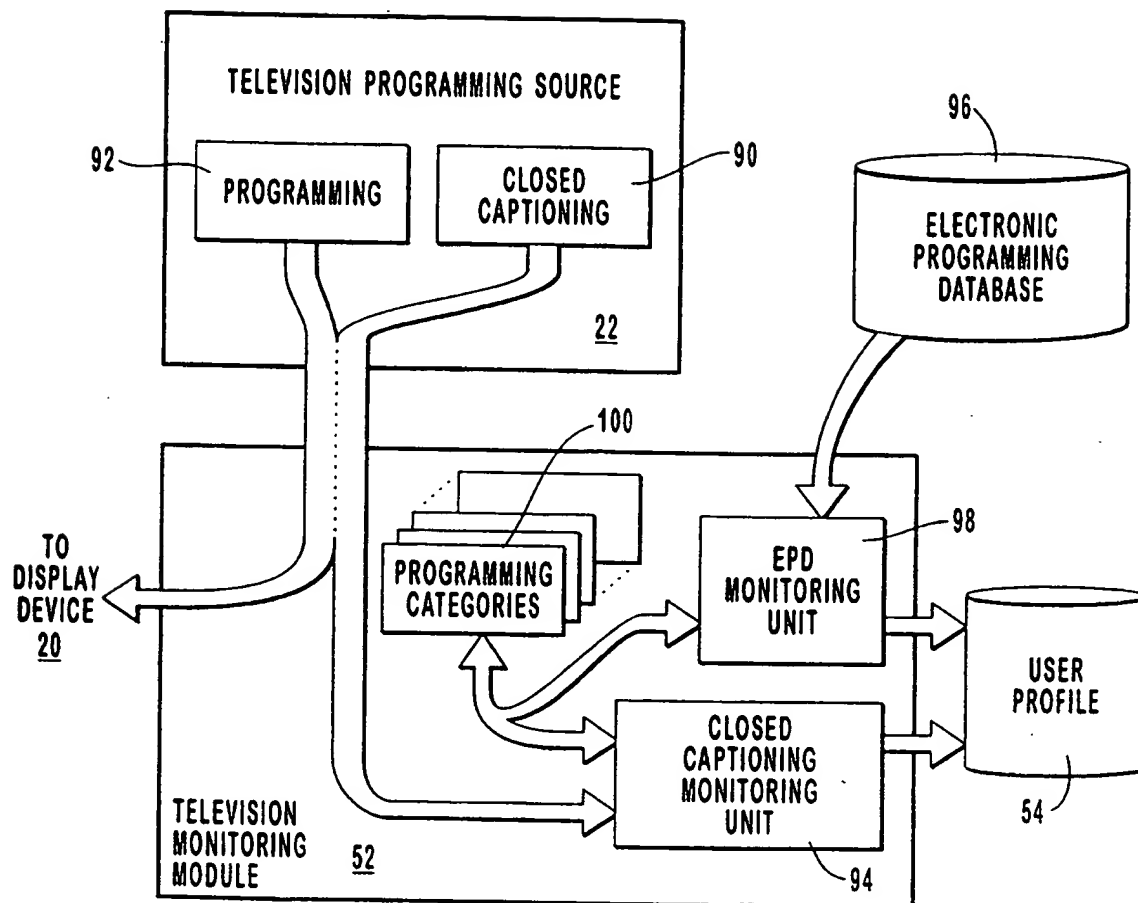 TELEVISION PROGRAMMING SOURCE
92
PROGRAMMING
CLOSED
CAPTIONING
90
22
96
ELECTRONIC
PROGRAMMING
DATABASE
100
PROGRAMMING
CATEGORIES
TO
DISPLAY
DEVICE
20
98
EPD
MONITORING
UNIT
USER
PROFILE
54
CLOSED
CAPTIONING
MONITORING
UNIT
94
TELEVISION
MONITORING
MODULE
52